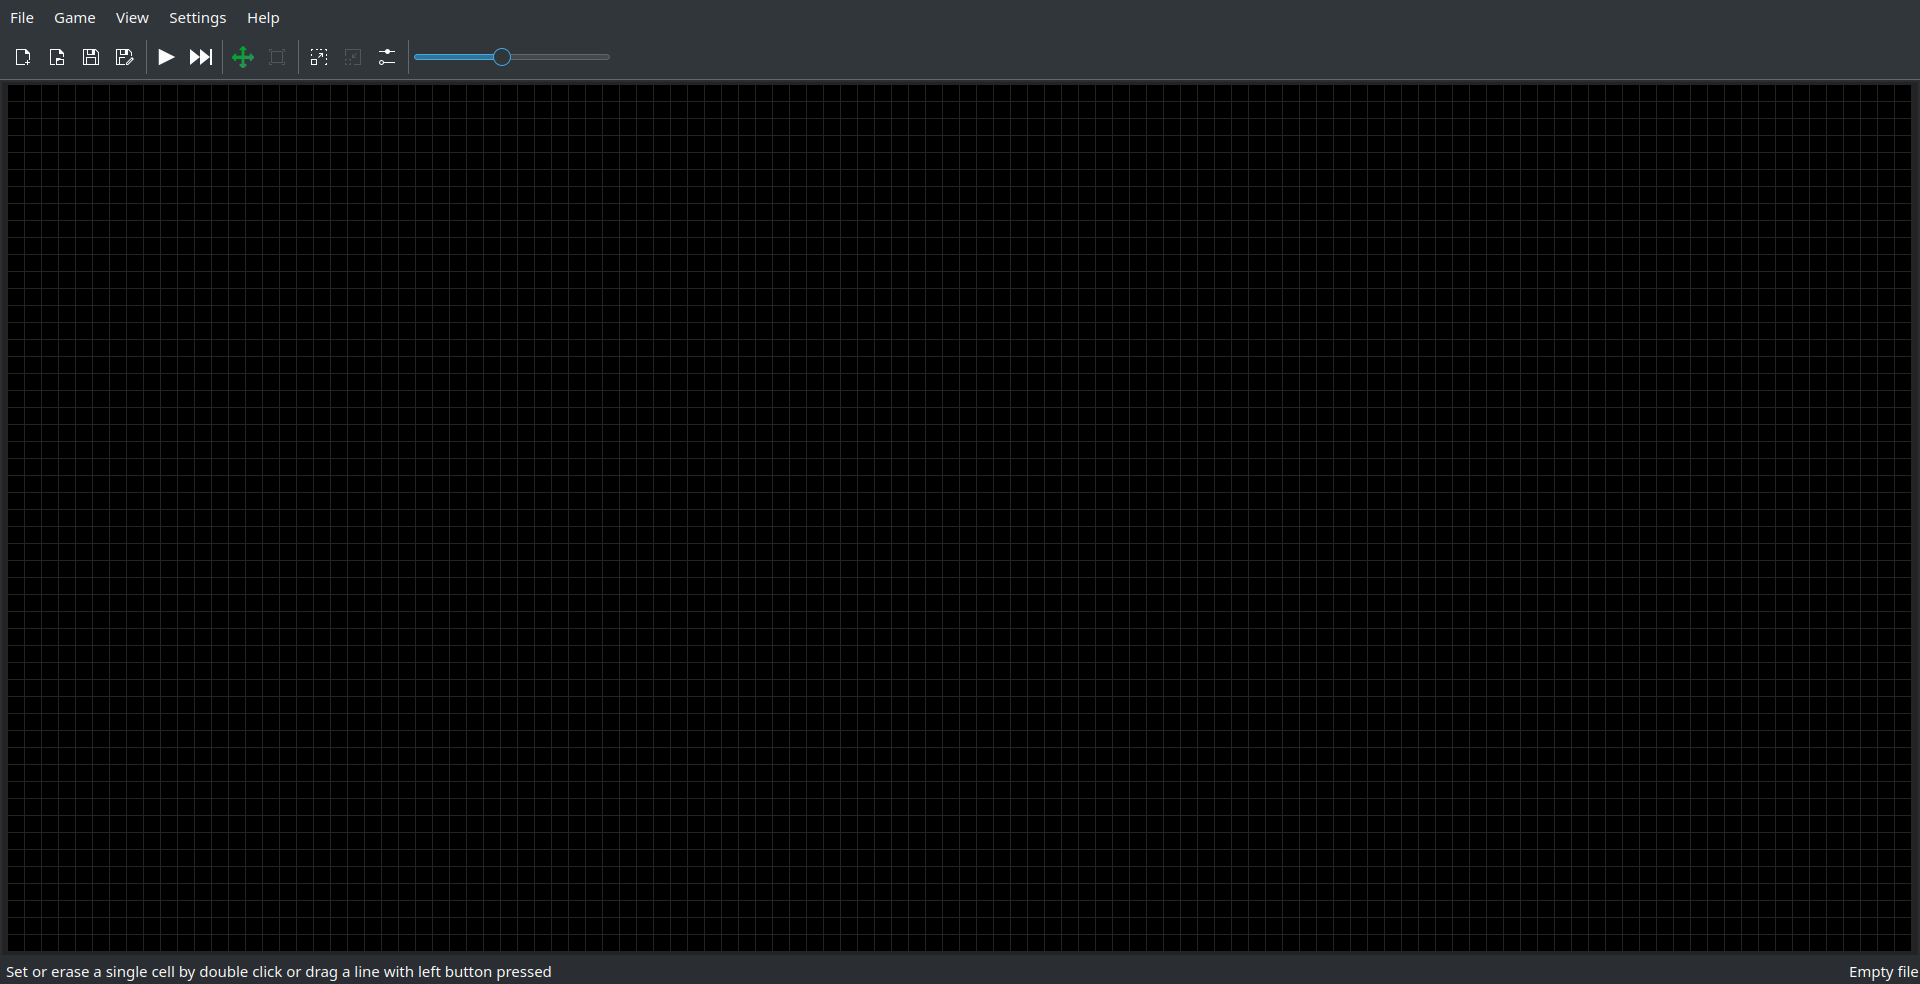 File Game View Settings Help
Set or erase a single cell by double click or drag a line with left button pressed
Empty file